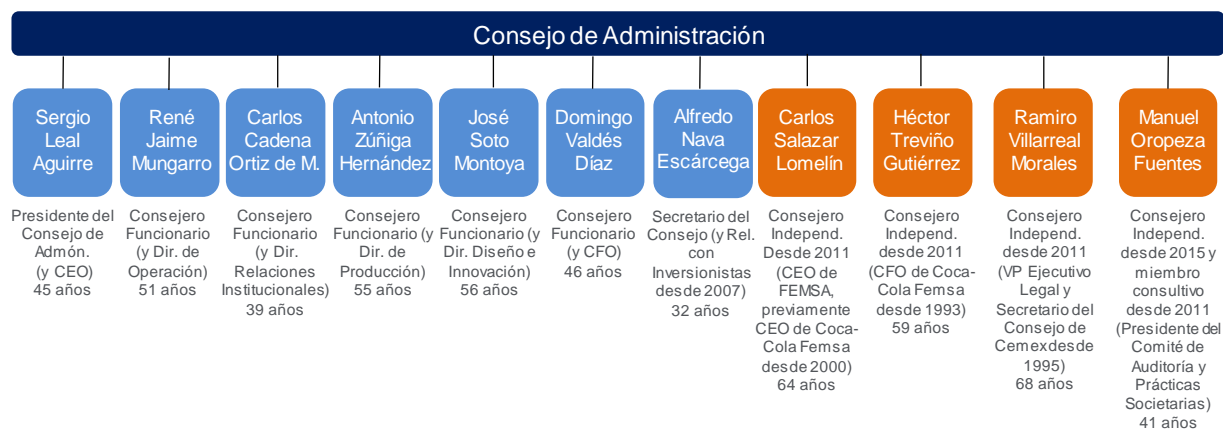 Consejo de Administración
Sergio
Leal
Aguirre
Presidente del
Consejo de
Admón.
(y CEO)
45 años
René
Jaime
Mungarro
Consejero
Funcionario
(y Dir. de
Operación)
51 años
Carlos
Cadena
Ortiz de M.
Consejero
Funcionario
(y Dir.
Relaciones
Institucionales)
39 años
Antonio
Zúñiga
Hernández
Consejero
Funcionario (y
Dir. de
Producción)
55 años
José
Soto
Montoya
Consejero
Funcionario (y
Dir. Diseño e
Innovación)
56 años
Domingo
Valdés
Díaz
Consejero
Funcionario
(y CFO)
46 años
Alfredo
Nava
Escárcega
Secretario del
Consejo (y Rel.
con
Inversionistas
desde 2007)
32 años
Carlos
Salazar
Lomelín
Consejero
Independ.
Desde 2011
(CEO de
FEMSA,
previamente
CEO de Coca-
Cola Femsa
desde 2000)
64 años
Héctor
Treviño
Gutiérrez
Consejero
Independ.
desde 2011
(CFO de Coca-
Cola Femsa
desde 1993)
59 años
Ramiro
Villarreal
Morales
Consejero
Independ.
desde 2011
(VP Ejecutivo
Legal y
Secretario del
Consejo de
Cemex desde
1995)
68 años
Manuel
Oropeza
Fuentes
Consejero
Independ.
desde 2015 y
miembro
consultivo
desde 2011
(Presidente del
Comité de
Auditoría y
Prácticas
Societarias)
41 años